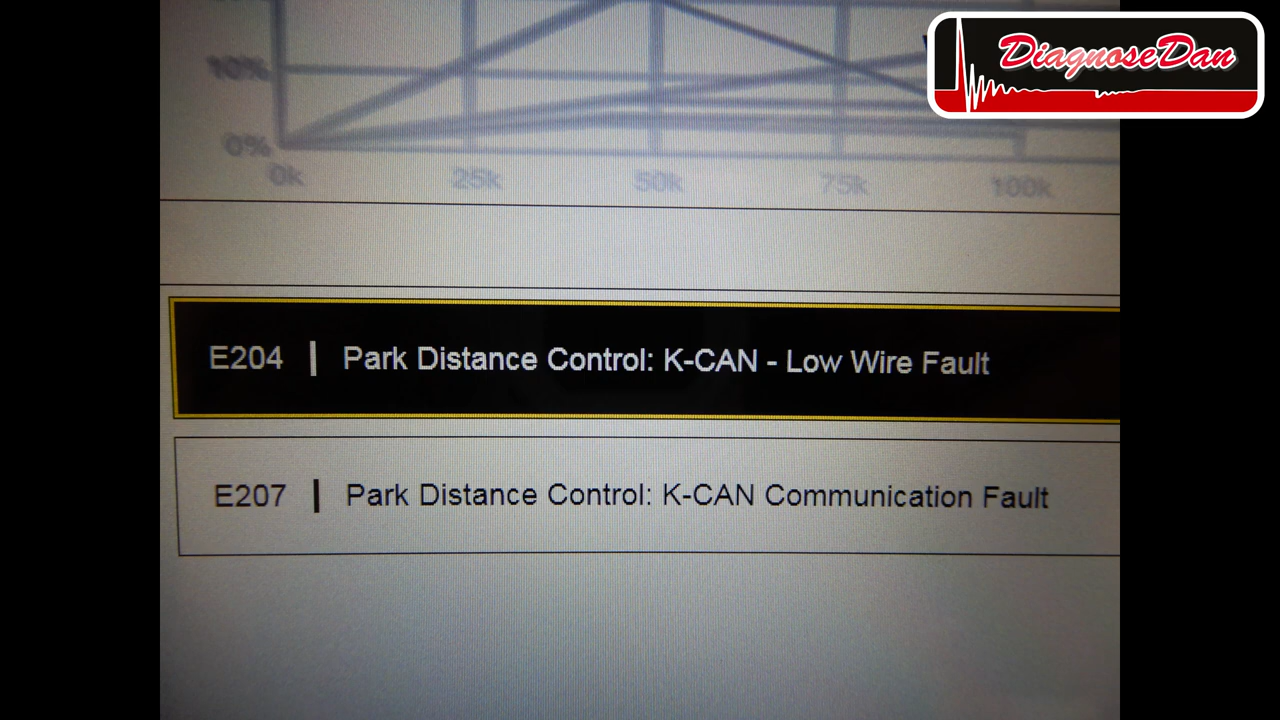 DiagnoseDan
10%
0%
0k
25k
50k
75k
100k
E204 | Park Distance Control: K-CAN - Low Wire Fault
E207 | Park Distance Control: K-CAN Communication Fault